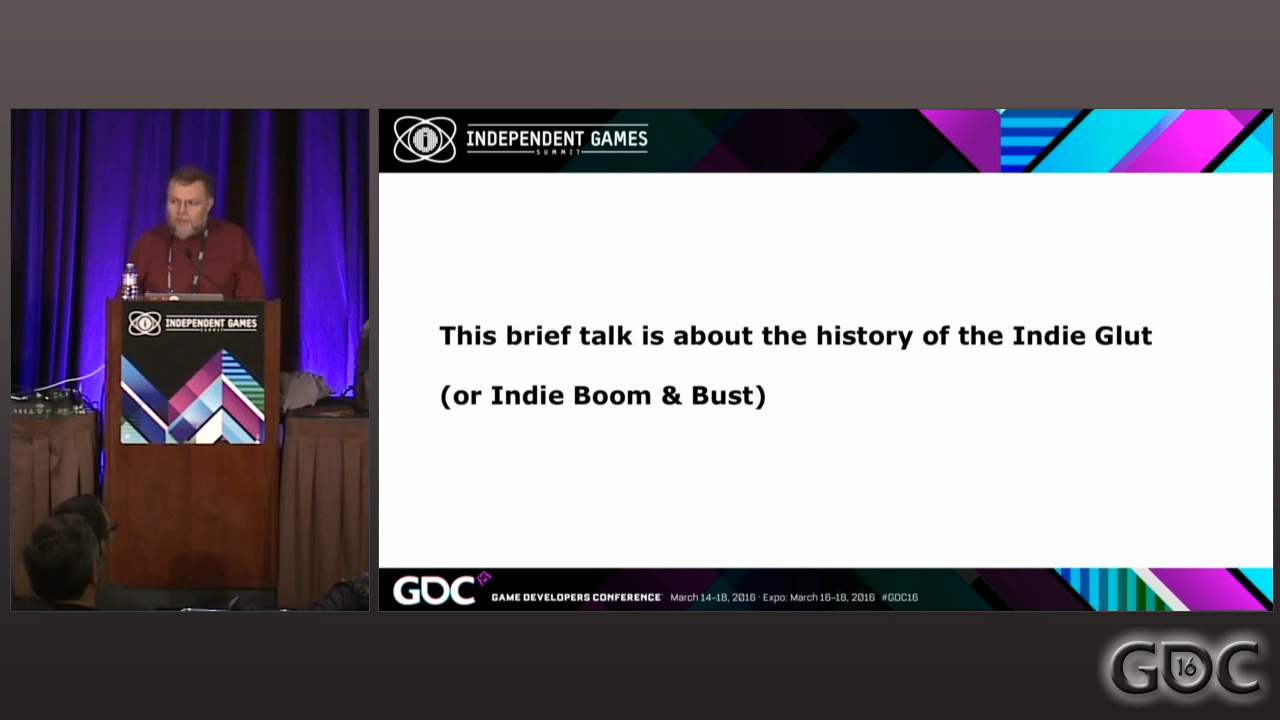 INDEPENDENT GAMES
SUMMIT
This brief talk is about the history of the Indie Glut
(or Indie Boom & Bust)
INDEPENDENT GAMES
SUMMIT
GDC
GAME DEVELOPERS CONFERENCE March 14–18, 2016 · Expo: March 16–18, 2016 #GDC16
GDC 16